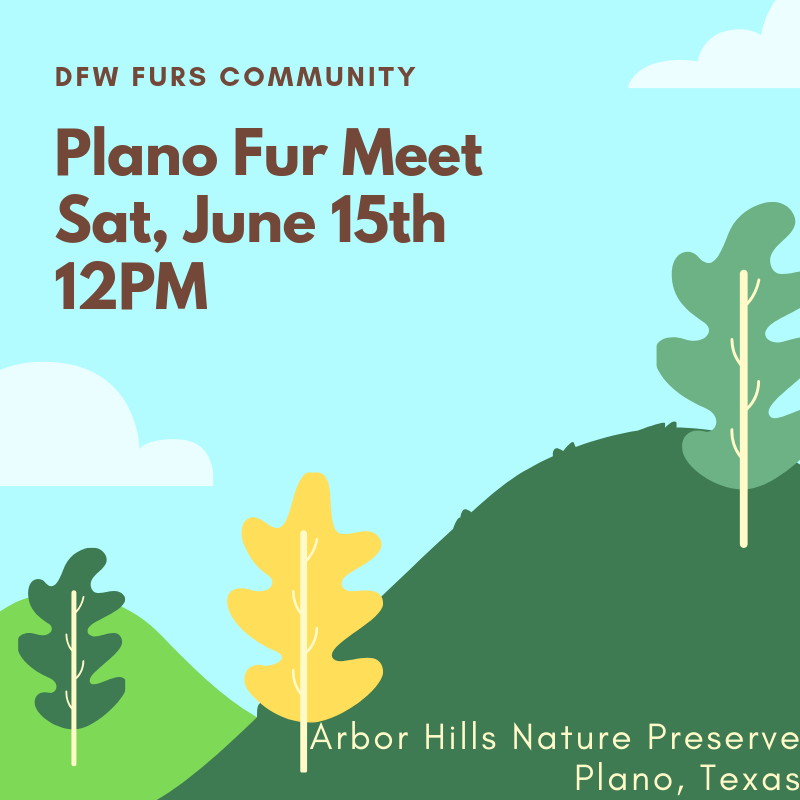 DFW FURS COMMUNITY
Plano Fur Meet
Sat, June 15th
12PM
Arbor Hills Nature Preserve
Plano, Texas